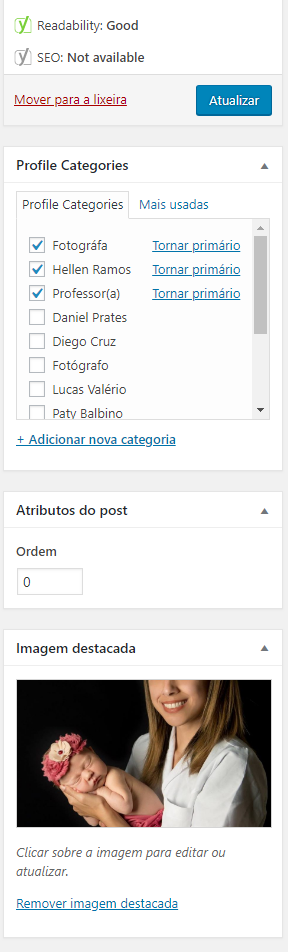 Readability: Good
SEO: Not available
Mover para a lixeira
Atualizar
Profile Categories
Profile Categories
Mais usadas
Fotográfa
Tornar primário
Hellen Ramos
Tornar primário
Professor(a)
Tornar primário
Daniel Prates
Diego Cruz
Fotógrafo
Lucas Valério
Paty Balbino
+ Adicionar nova categoria
Atributos do post
Ordem
0
Imagem destacada
Clicar sobre a imagem para editar ou
atualizar.
Remover imagem destacada